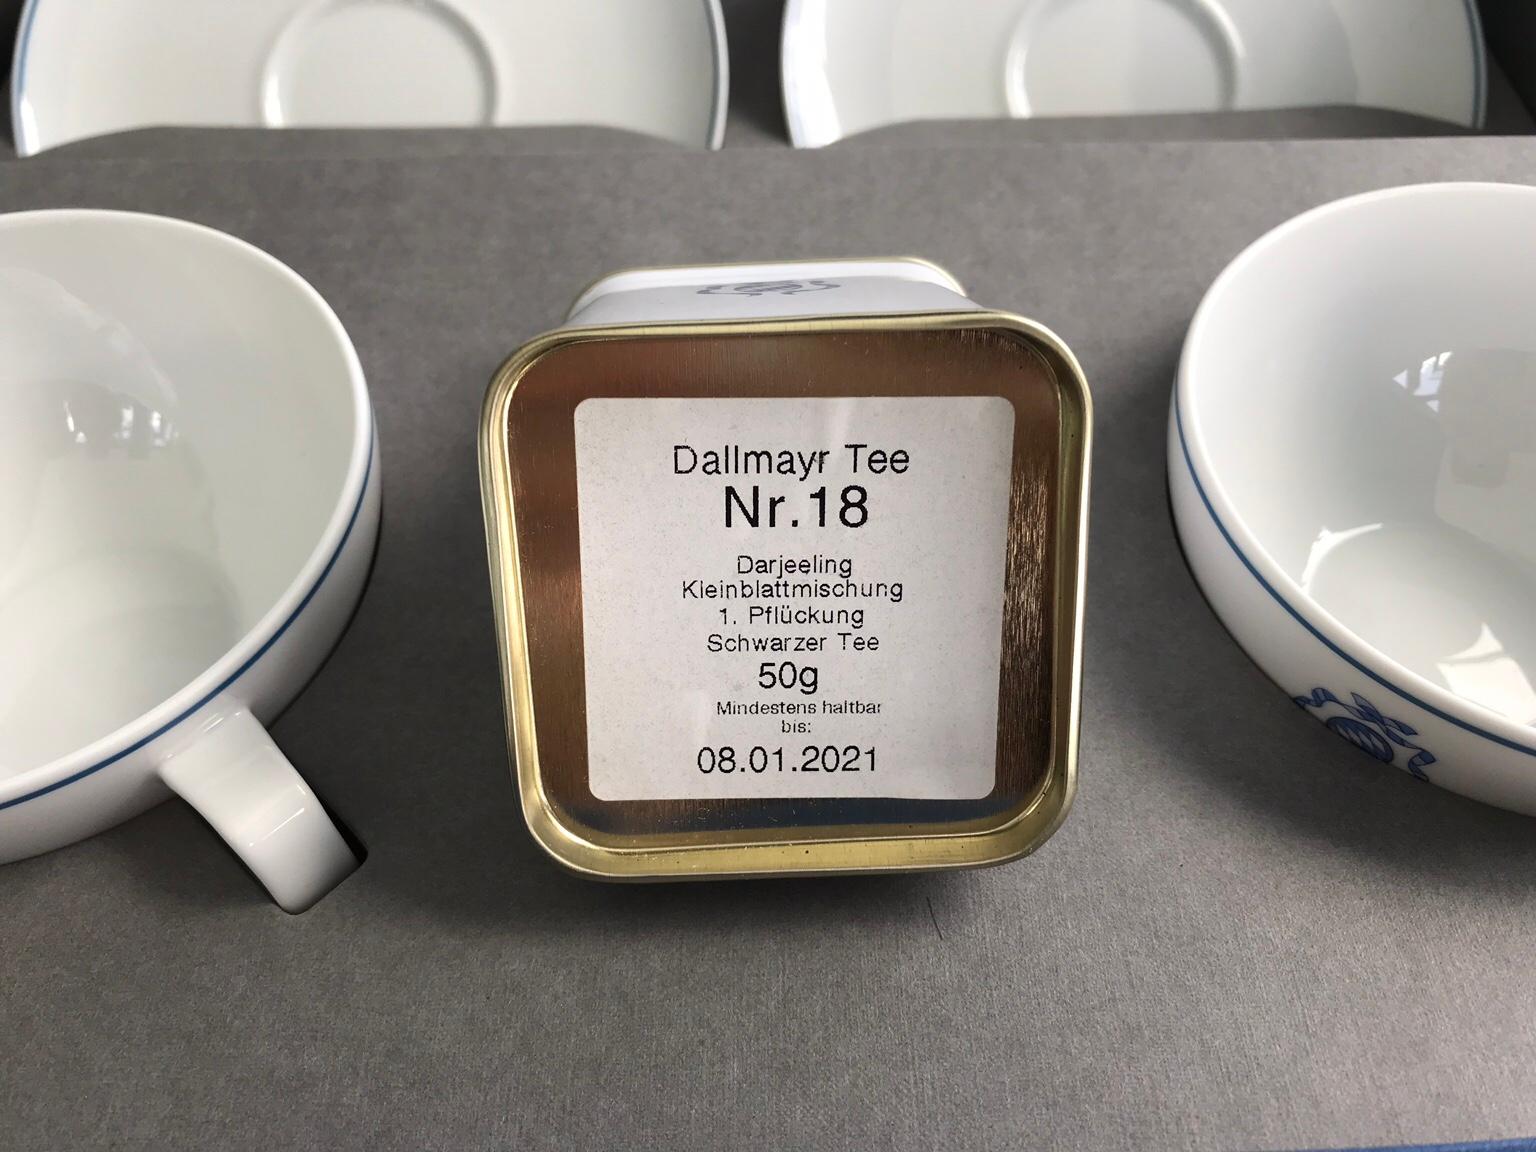 Dallmayr Tee
Nr.18
Darjeeling
Kleinblattmischung
1. Pflückung
Schwarzer Tee
50g
Mindestens haltbar
bis:
08.01.2021